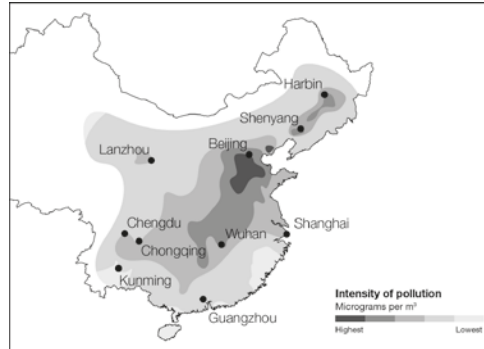 Harbin
Shenyang
Beijing
Lanzhou
Chengdu
Shanghai
Wuhan
Chongqing
Kunming
Guangzhou
Intensity of pollution
Micrograms per m³
Highest Lowest